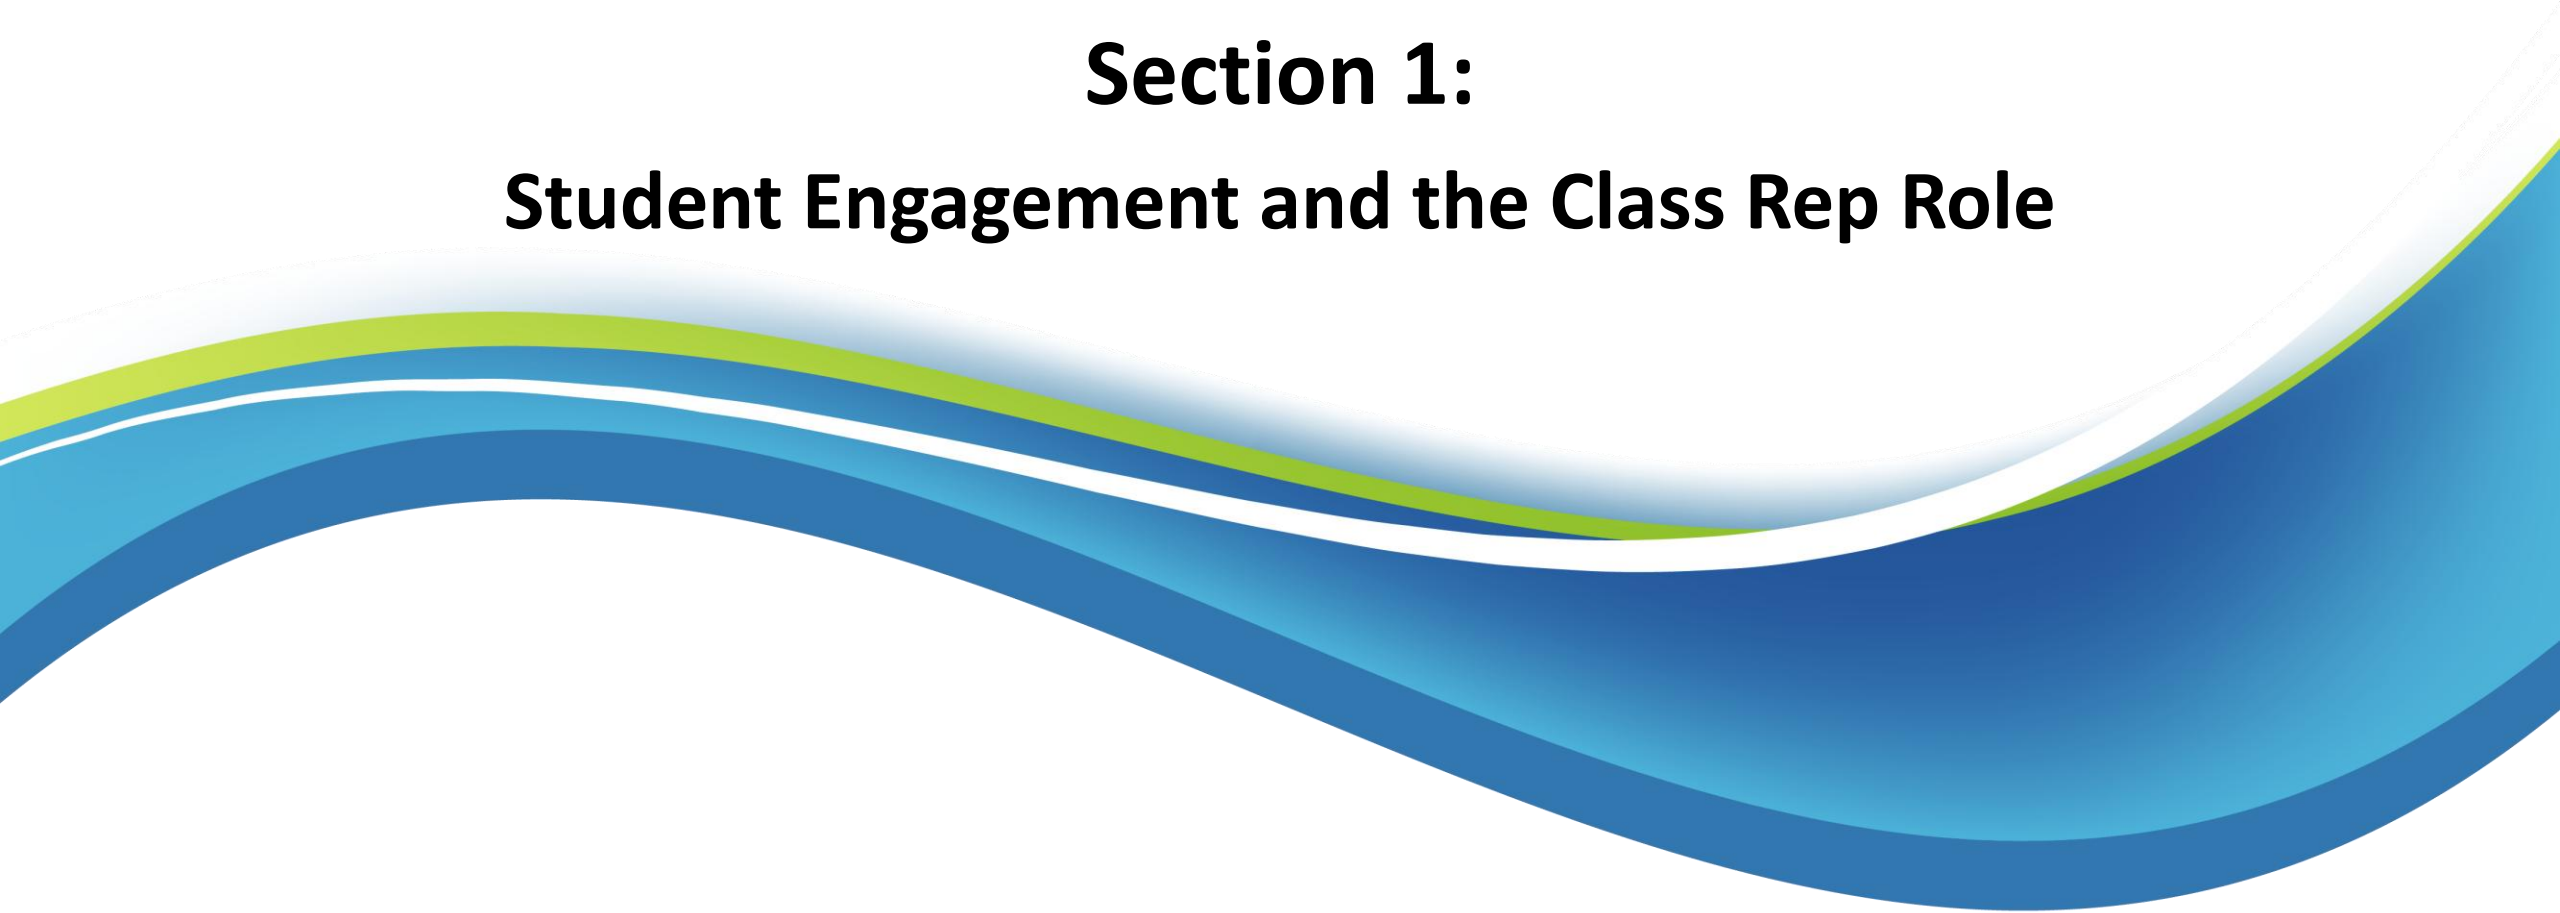 Section 1:
Student Engagement and the Class Rep Role